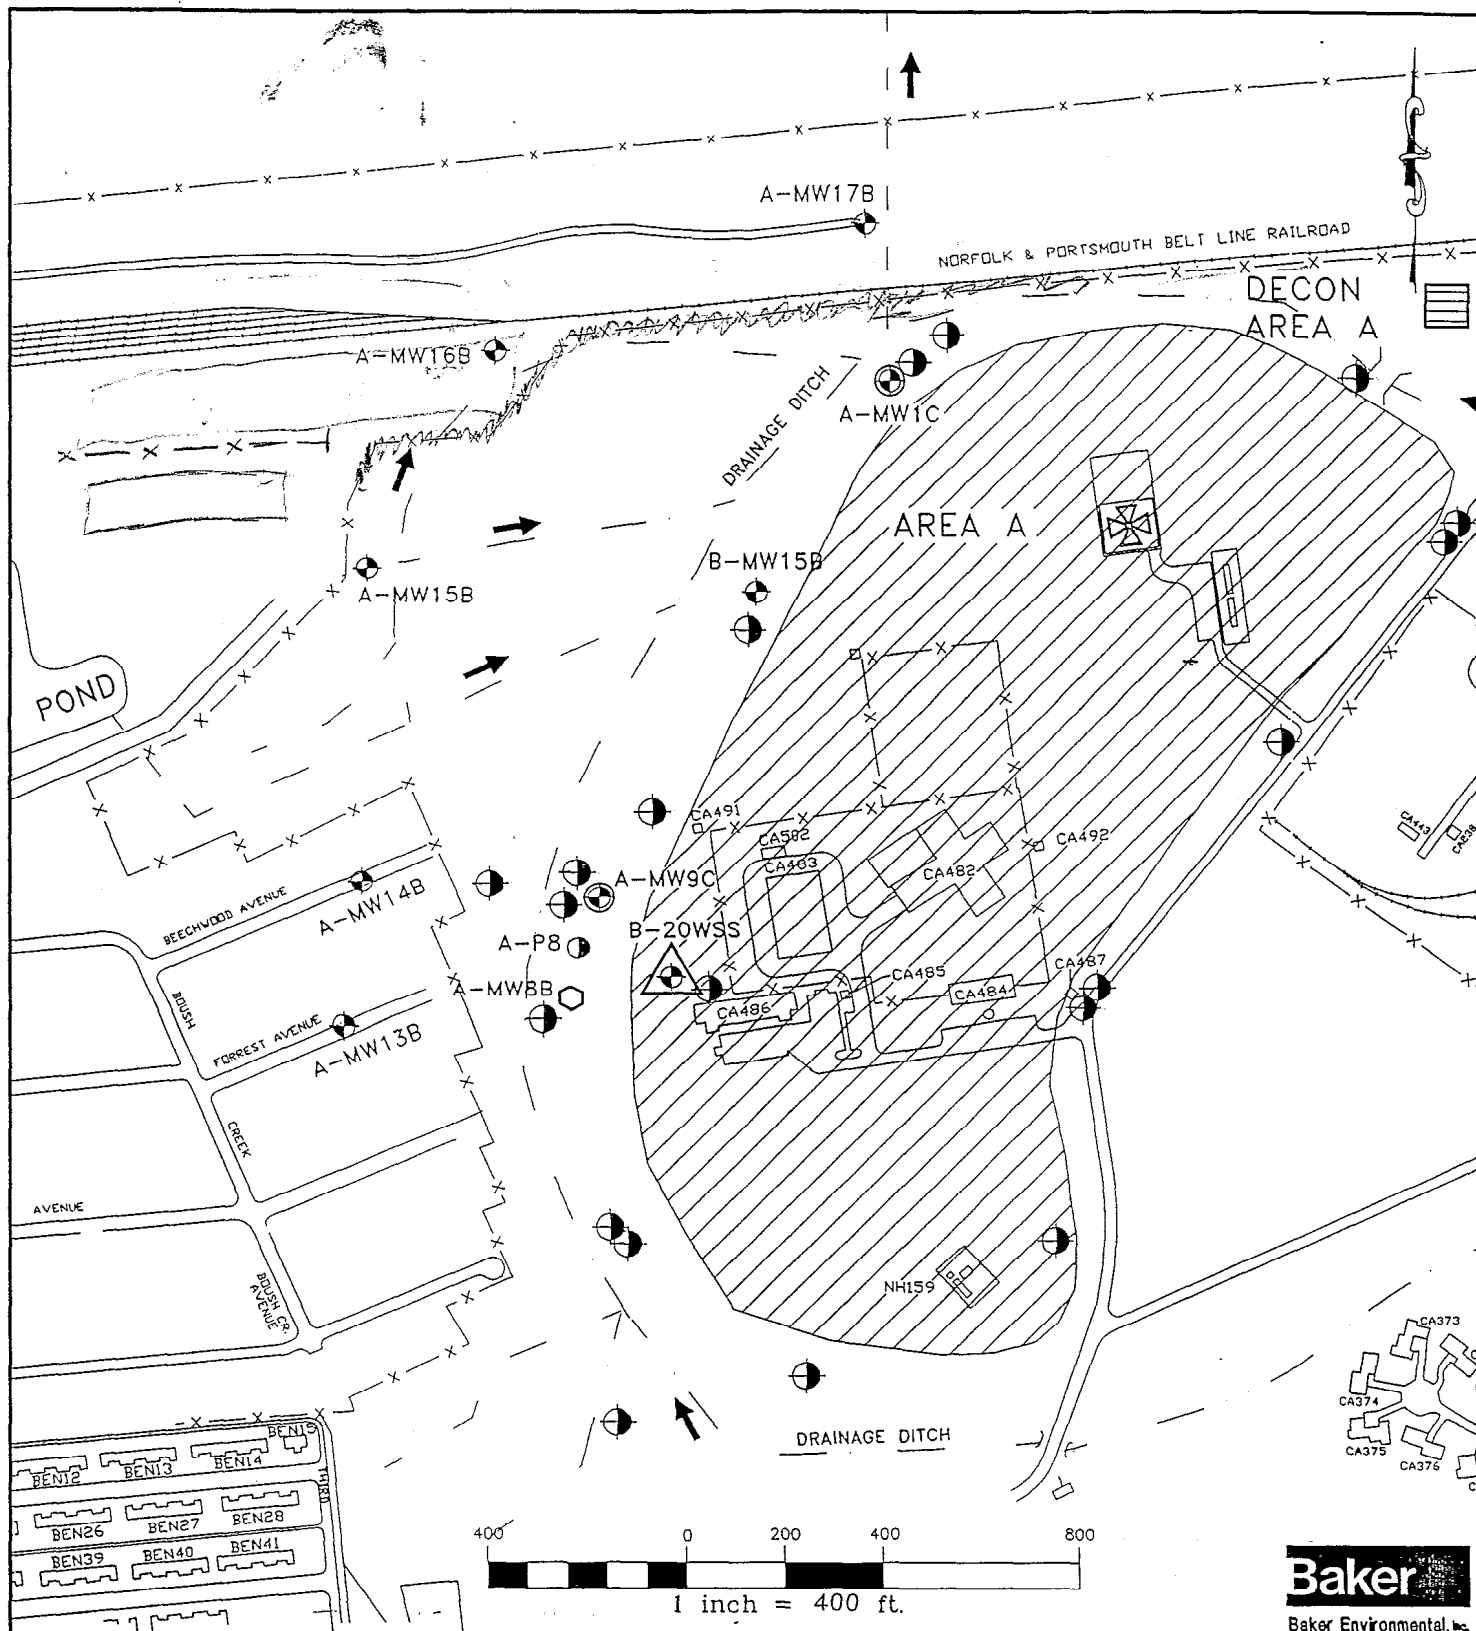 A-MW17B
NORFOLK & PORTSMOUTH BELT LINE RAILROAD
DECON
AREA A
A-MW16B
DRAINAGE DITCH
A-MW1C
AREA A
B-MW15B
A-MW15B
POND
CA491
CA582
CA483
CA482
CA492
CA443
CA238
A-MW9C
BEECHWOOD AVENUE
A-MW14B
A-P8
B-20WSS
A-MW8B
CA485
CA487
CA484
CA486
BOUSH
FORREST AVENUE
A-MW13B
CREEK
AVENUE
BOUSH CR.
AVENUE
NH159
CA373
CA374
CA375
CA376
DRAINAGE DITCH
BEN15
BEN12
BEN13
BEN14
THIRD
BEN26
BEN27
BEN28
BEN39
BEN40
BEN41
400 0 200 400 800
1 inch = 400 ft.
Baker
Baker Environmental, Inc.